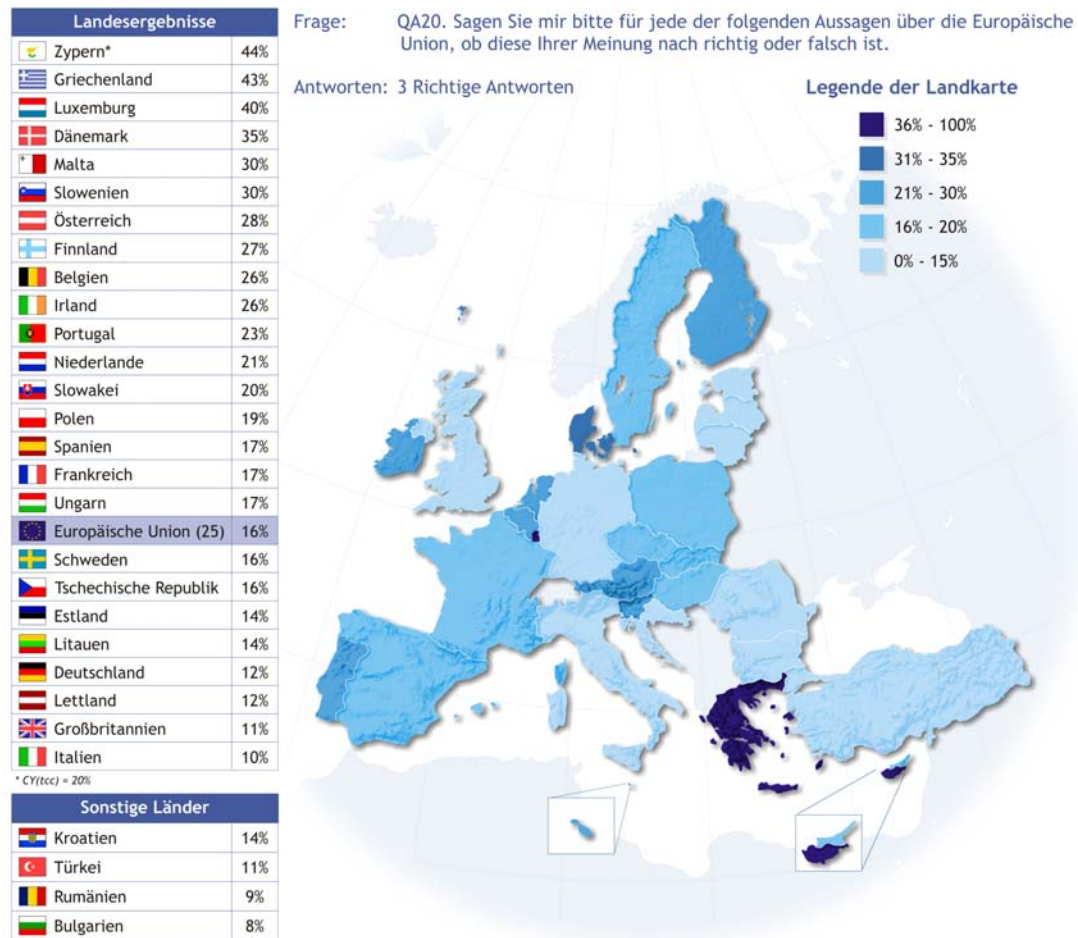 Landesergebnisse
Zypern* 44%
Griechenland 43%
Luxemburg 40%
Dänemark 35%
Malta 30%
Slowenien 30%
Österreich 28%
Finnland 27%
Belgien 26%
Irland 26%
Portugal 23%
Niederlande 21%
Slowakei 20%
Polen 19%
Spanien 17%
Frankreich 17%
Ungarn 17%
Europäische Union (25) 16%
Schweden 16%
Tschechische Republik 16%
Estland 14%
Litauen 14%
Deutschland 12%
Lettland 12%
Großbritannien 11%
Italien 10%
* CY(tcc) = 20%
Sonstige Länder
Kroatien 14%
Türkei 11%
Rumänien 9%
Bulgarien 8%
Frage: QA20. Sagen Sie mir bitte für jede der folgenden Aussagen über die Europäische
Union, ob diese Ihrer Meinung nach richtig oder falsch ist.
Antworten: 3 Richtige Antworten
Legende der Landkarte
36% - 100%
31% - 35%
21% - 30%
16% - 20%
0% - 15%